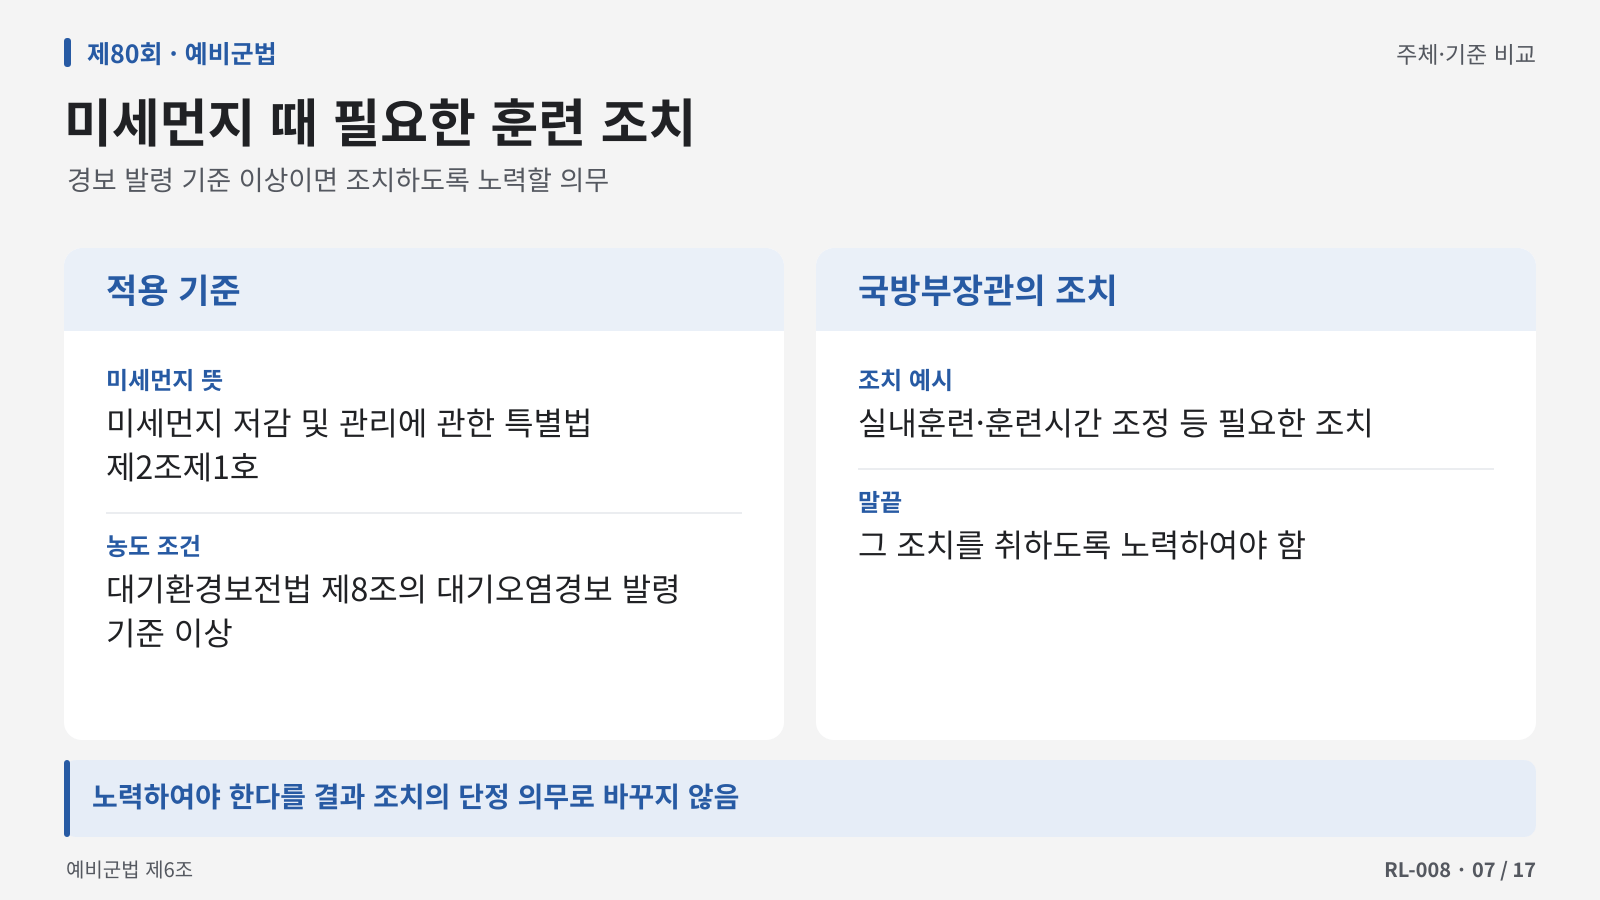 제80회 · 예비군법
주체·기준 비교
미세먼지 때 필요한 훈련 조치
경보 발령 기준 이상이면 조치하도록 노력할 의무
적용 기준
미세먼지 뜻
미세먼지 저감 및 관리에 관한 특별법
제2조제1호
농도 조건
대기환경보전법 제8조의 대기오염경보 발령
기준 이상
국방부장관의 조치
조치 예시
실내훈련·훈련시간 조정 등 필요한 조치
말끝
그 조치를 취하도록 노력하여야 함
노력하여야 한다를 결과 조치의 단정 의무로 바꾸지 않음
예비군법 제6조
RL-008 · 07 / 17